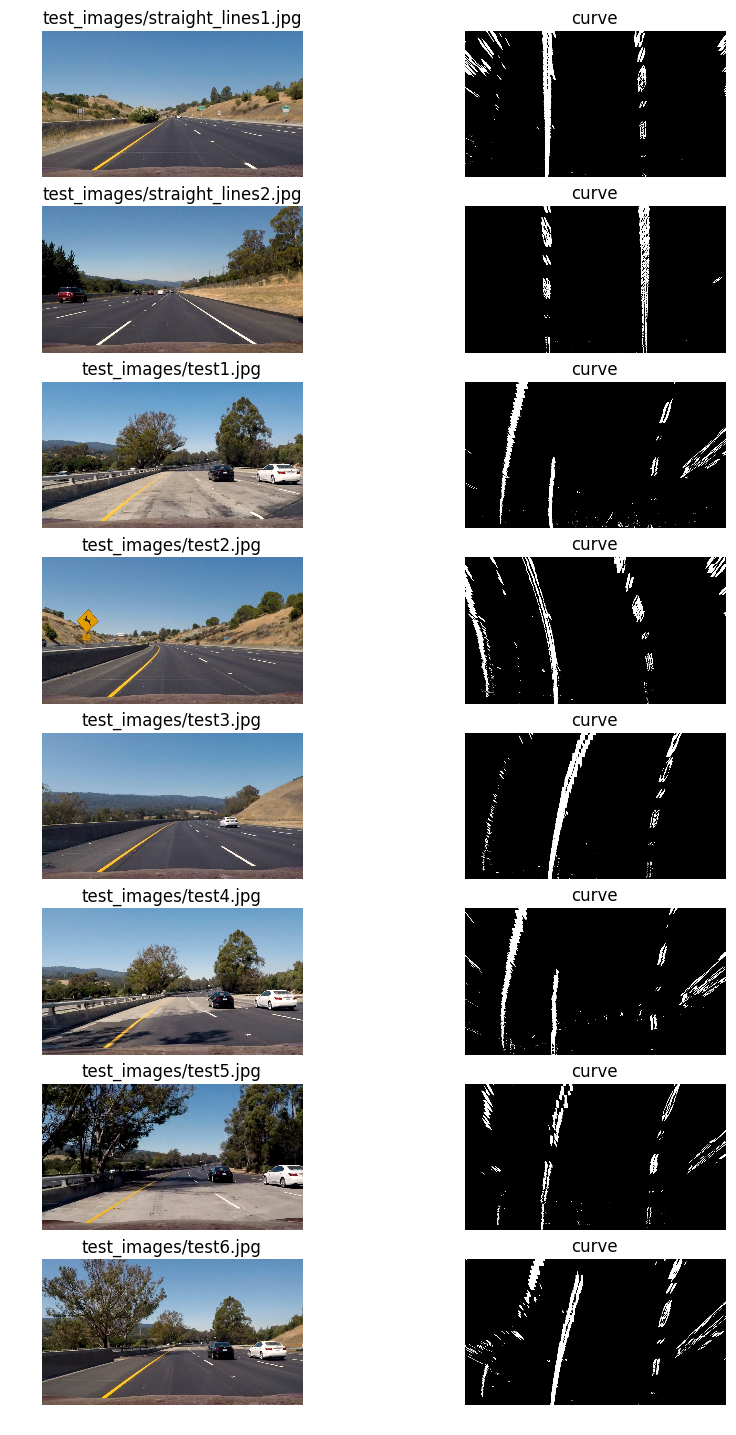 test_images/straight_lines1.jpg curve
test_images/straight_lines2.jpg curve
test_images/test1.jpg curve
test_images/test2.jpg curve
test_images/test3.jpg curve
test_images/test4.jpg curve
test_images/test5.jpg curve
test_images/test6.jpg curve